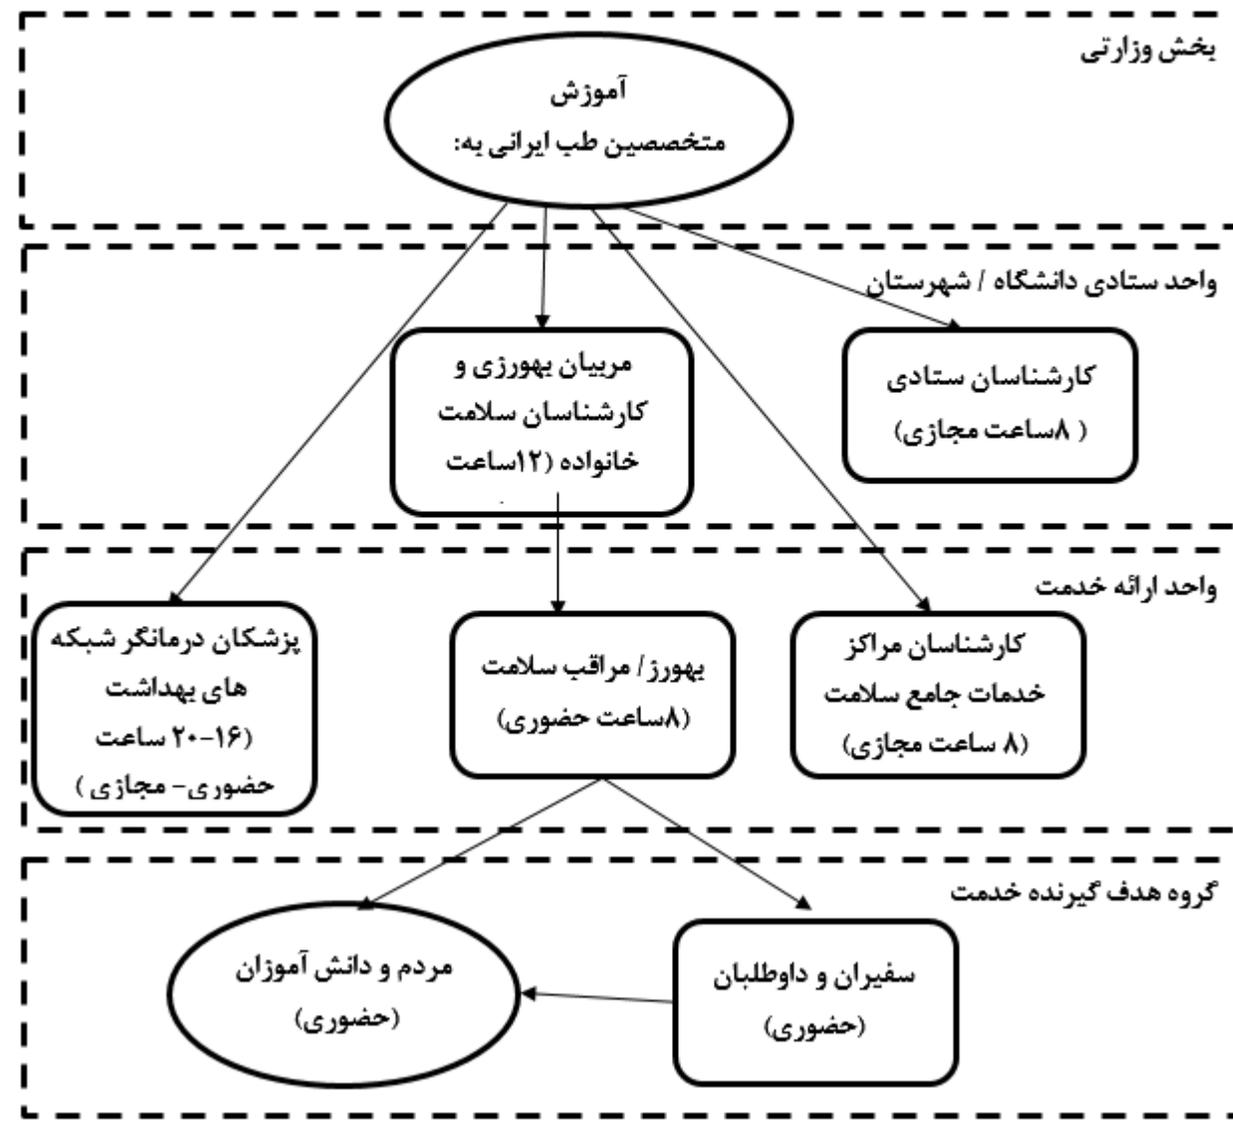 بخش وزارتی
آموزش
متخصصین طب ایرانی به:
واحد ستادی دانشگاه / شهرستان
کارشناسان ستادی
( ۸ساعت مجازی)
مربیان بهورزی و
کارشناسان سلامت
خانواده (۱۲ساعت
واحد ارائه خدمت
کارشناسان مراکز
خدمات جامع سلامت
(۸ ساعت مجازی)
بهورز/ مراقب سلامت
(۸ساعت حضوری)
پزشکان درمانگر شبکه
های بهداشت
(۱۶-۲۰ ساعت
حضوری- مجازی )
گروه هدف گیرنده خدمت
سفیران و داوطلبان
(حضوری)
مردم و دانش آموزان
(حضوری)